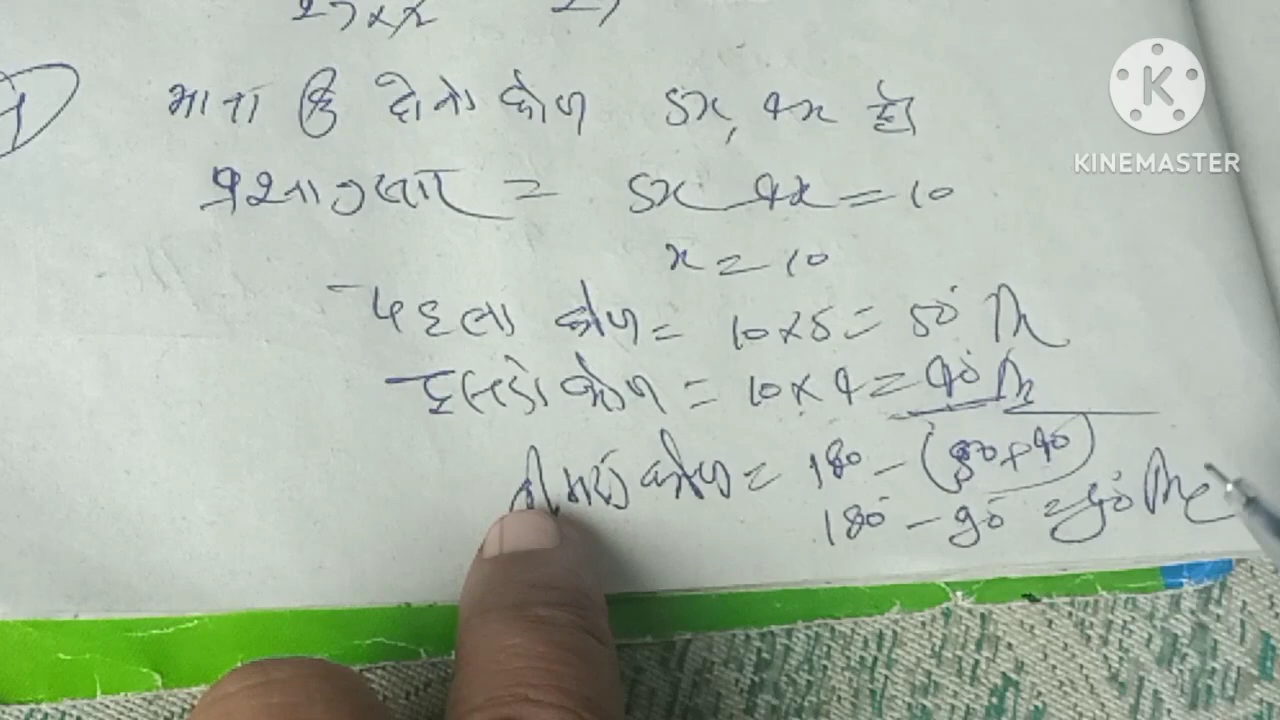 माना कि दोनो कोण 5x, 4x है
प्रश्नानुसार = 5x 4x = 10
x = 10
पहला कोण = 10 x 5 = 50°
दुसरो कोण = 10 x 4 = 40°
कोण = 180 - (50 + 40)
180° - 90° = 90°
K
KINEMASTER